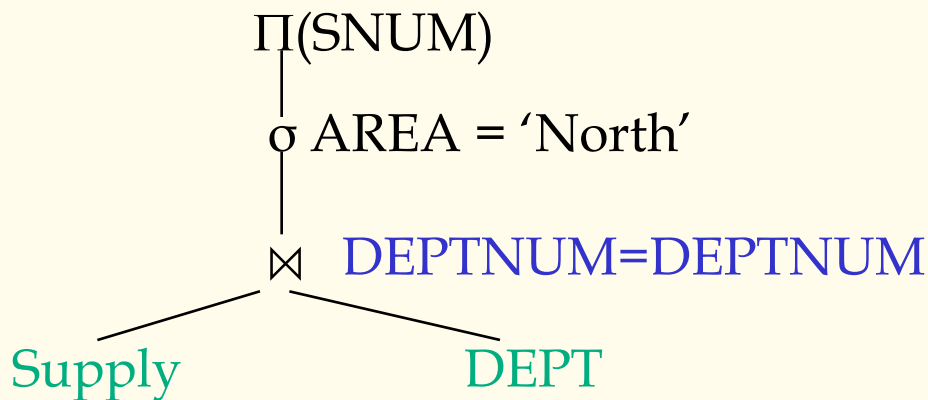 Π(SNUM)
σ AREA = ‘North’
⋈ DEPTNUM=DEPTNUM
Supply DEPT